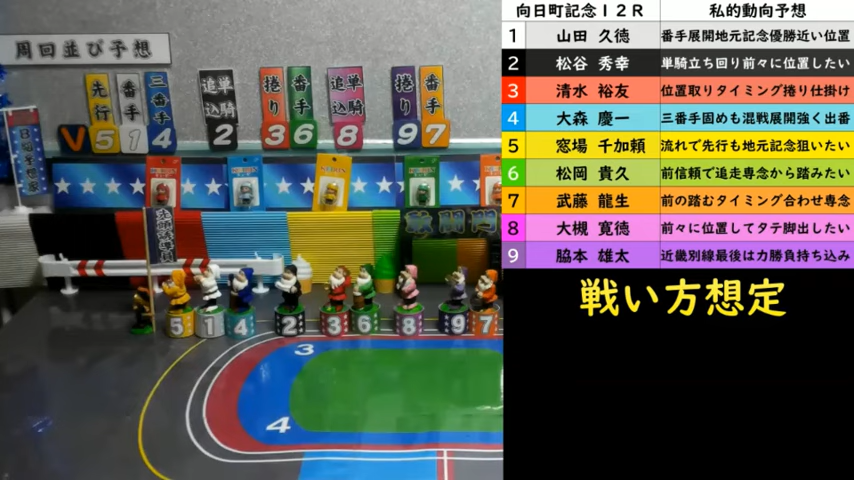 周回並び予想
先行
番手
三番手
追込
単騎
捲り
番手
追込
単騎
捲り
番手
V 5 1 4 2 3 6 8 9 7
5 1 4 2 3 6 8 9 7
3
4
向日町記念12R 私的動向予想
1 山田 久徳 番手展開地元記念優勝近い位置
2 松谷 秀幸 単騎立ち回り前々に位置したい
3 清水 裕友 位置取りタイミング捲り仕掛け
4 大森 慶一 三番手固めも混戦展開強く出番
5 窓場 千加頼 流れで先行も地元記念狙いたい
6 松岡 貴久 前信頼で追走専念から踏みたい
7 武藤 龍生 前の踏むタイミング合わせ専念
8 大槻 寛徳 前々に位置してタテ脚出したい
9 脇本 雄太 近畿別線最後は力勝負持ち込み
戦い方想定